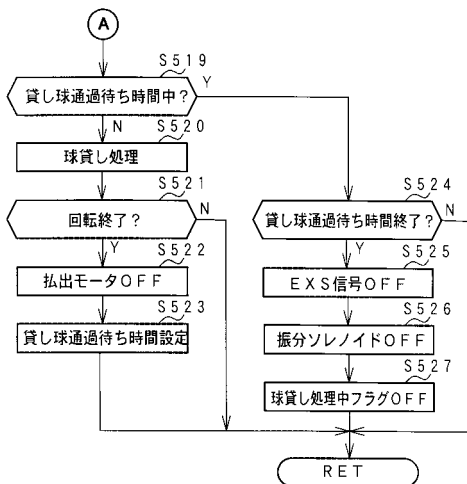 A
S519
貸し球通過待ち時間中?
Y
N
S520
球貸し処理
S521
回転終了?
N
Y
S522
払出モータOFF
S523
貸し球通過待ち時間設定
S524
貸し球通過待ち時間終了?
N
Y
S525
EXS信号OFF
S526
振分ソレノイドOFF
S527
球貸し処理中フラグOFF
RET